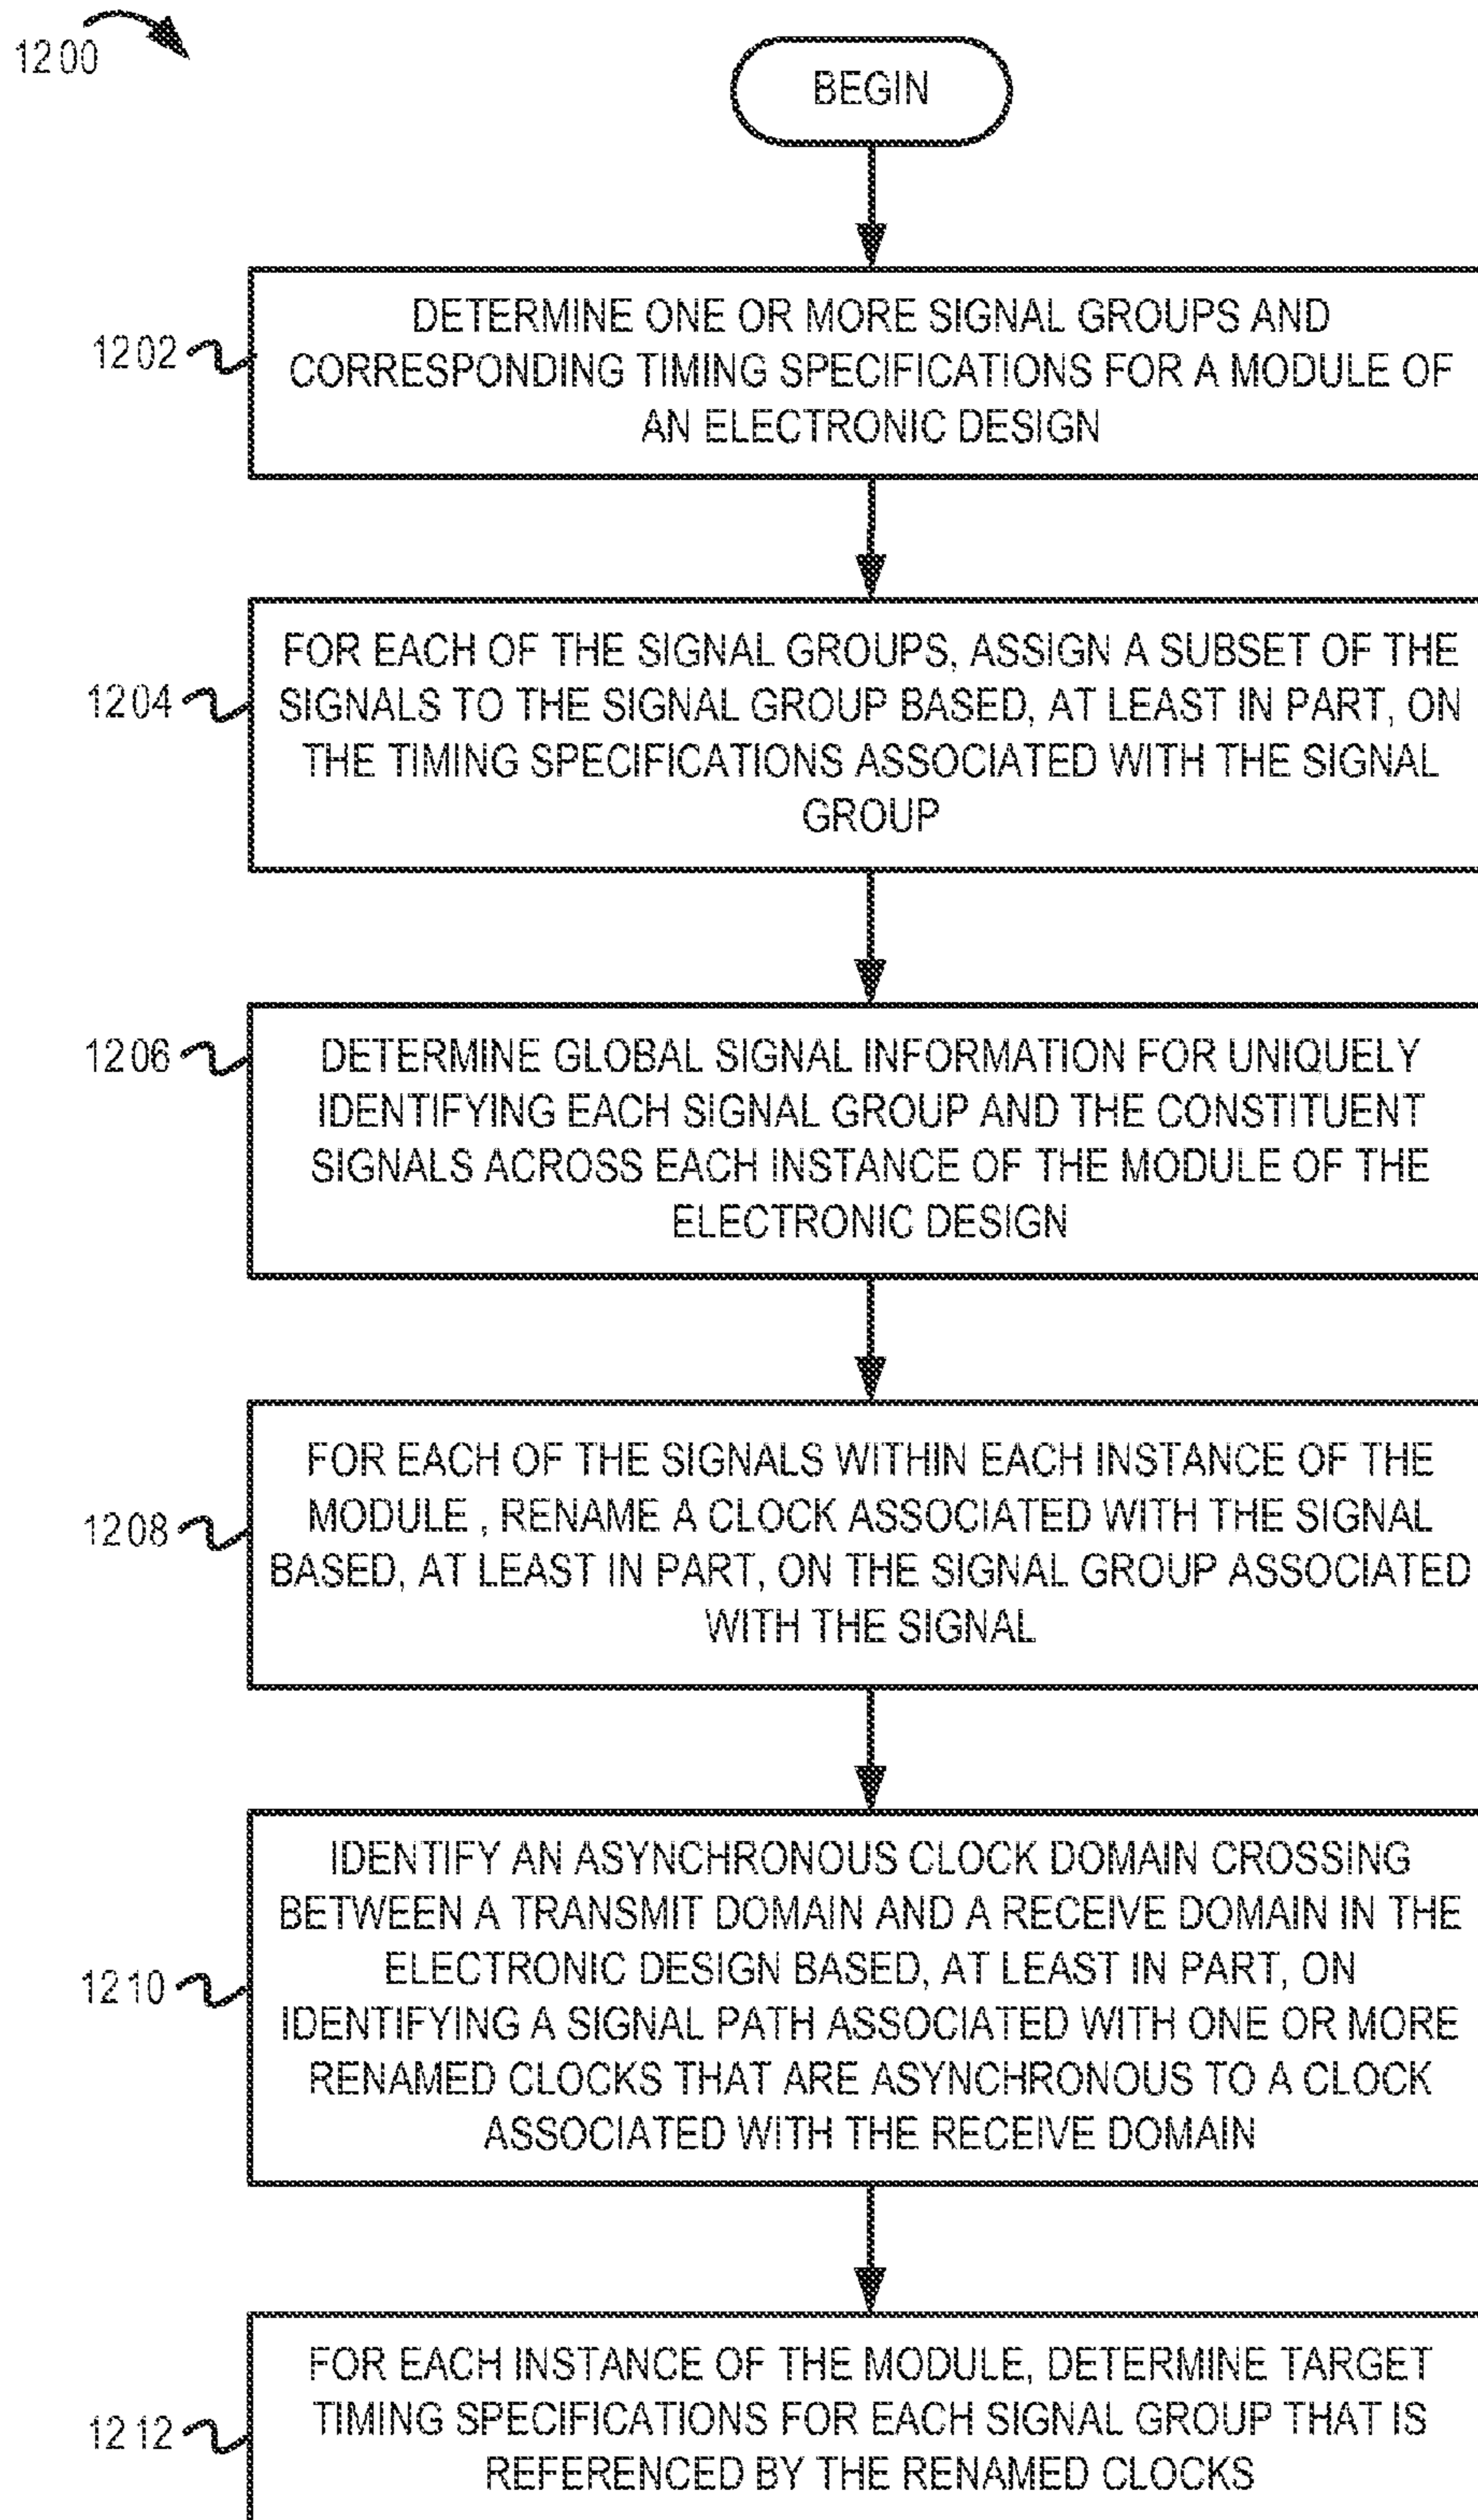 1200
BEGIN
1202
DETERMINE ONE OR MORE SIGNAL GROUPS AND
CORRESPONDING TIMING SPECIFICATIONS FOR A MODULE OF
AN ELECTRONIC DESIGN
1204
FOR EACH OF THE SIGNAL GROUPS, ASSIGN A SUBSET OF THE
SIGNALS TO THE SIGNAL GROUP BASED, AT LEAST IN PART, ON
THE TIMING SPECIFICATIONS ASSOCIATED WITH THE SIGNAL
GROUP
1206
DETERMINE GLOBAL SIGNAL INFORMATION FOR UNIQUELY
IDENTIFYING EACH SIGNAL GROUP AND THE CONSTITUENT
SIGNALS ACROSS EACH INSTANCE OF THE MODULE OF THE
ELECTRONIC DESIGN
1208
FOR EACH OF THE SIGNALS WITHIN EACH INSTANCE OF THE
MODULE , RENAME A CLOCK ASSOCIATED WITH THE SIGNAL
BASED, AT LEAST IN PART, ON THE SIGNAL GROUP ASSOCIATED
WITH THE SIGNAL
1210
IDENTIFY AN ASYNCHRONOUS CLOCK DOMAIN CROSSING
BETWEEN A TRANSMIT DOMAIN AND A RECEIVE DOMAIN IN THE
ELECTRONIC DESIGN BASED, AT LEAST IN PART, ON
IDENTIFYING A SIGNAL PATH ASSOCIATED WITH ONE OR MORE
RENAMED CLOCKS THAT ARE ASYNCHRONOUS TO A CLOCK
ASSOCIATED WITH THE RECEIVE DOMAIN
1212
FOR EACH INSTANCE OF THE MODULE, DETERMINE TARGET
TIMING SPECIFICATIONS FOR EACH SIGNAL GROUP THAT IS
REFERENCED BY THE RENAMED CLOCKS